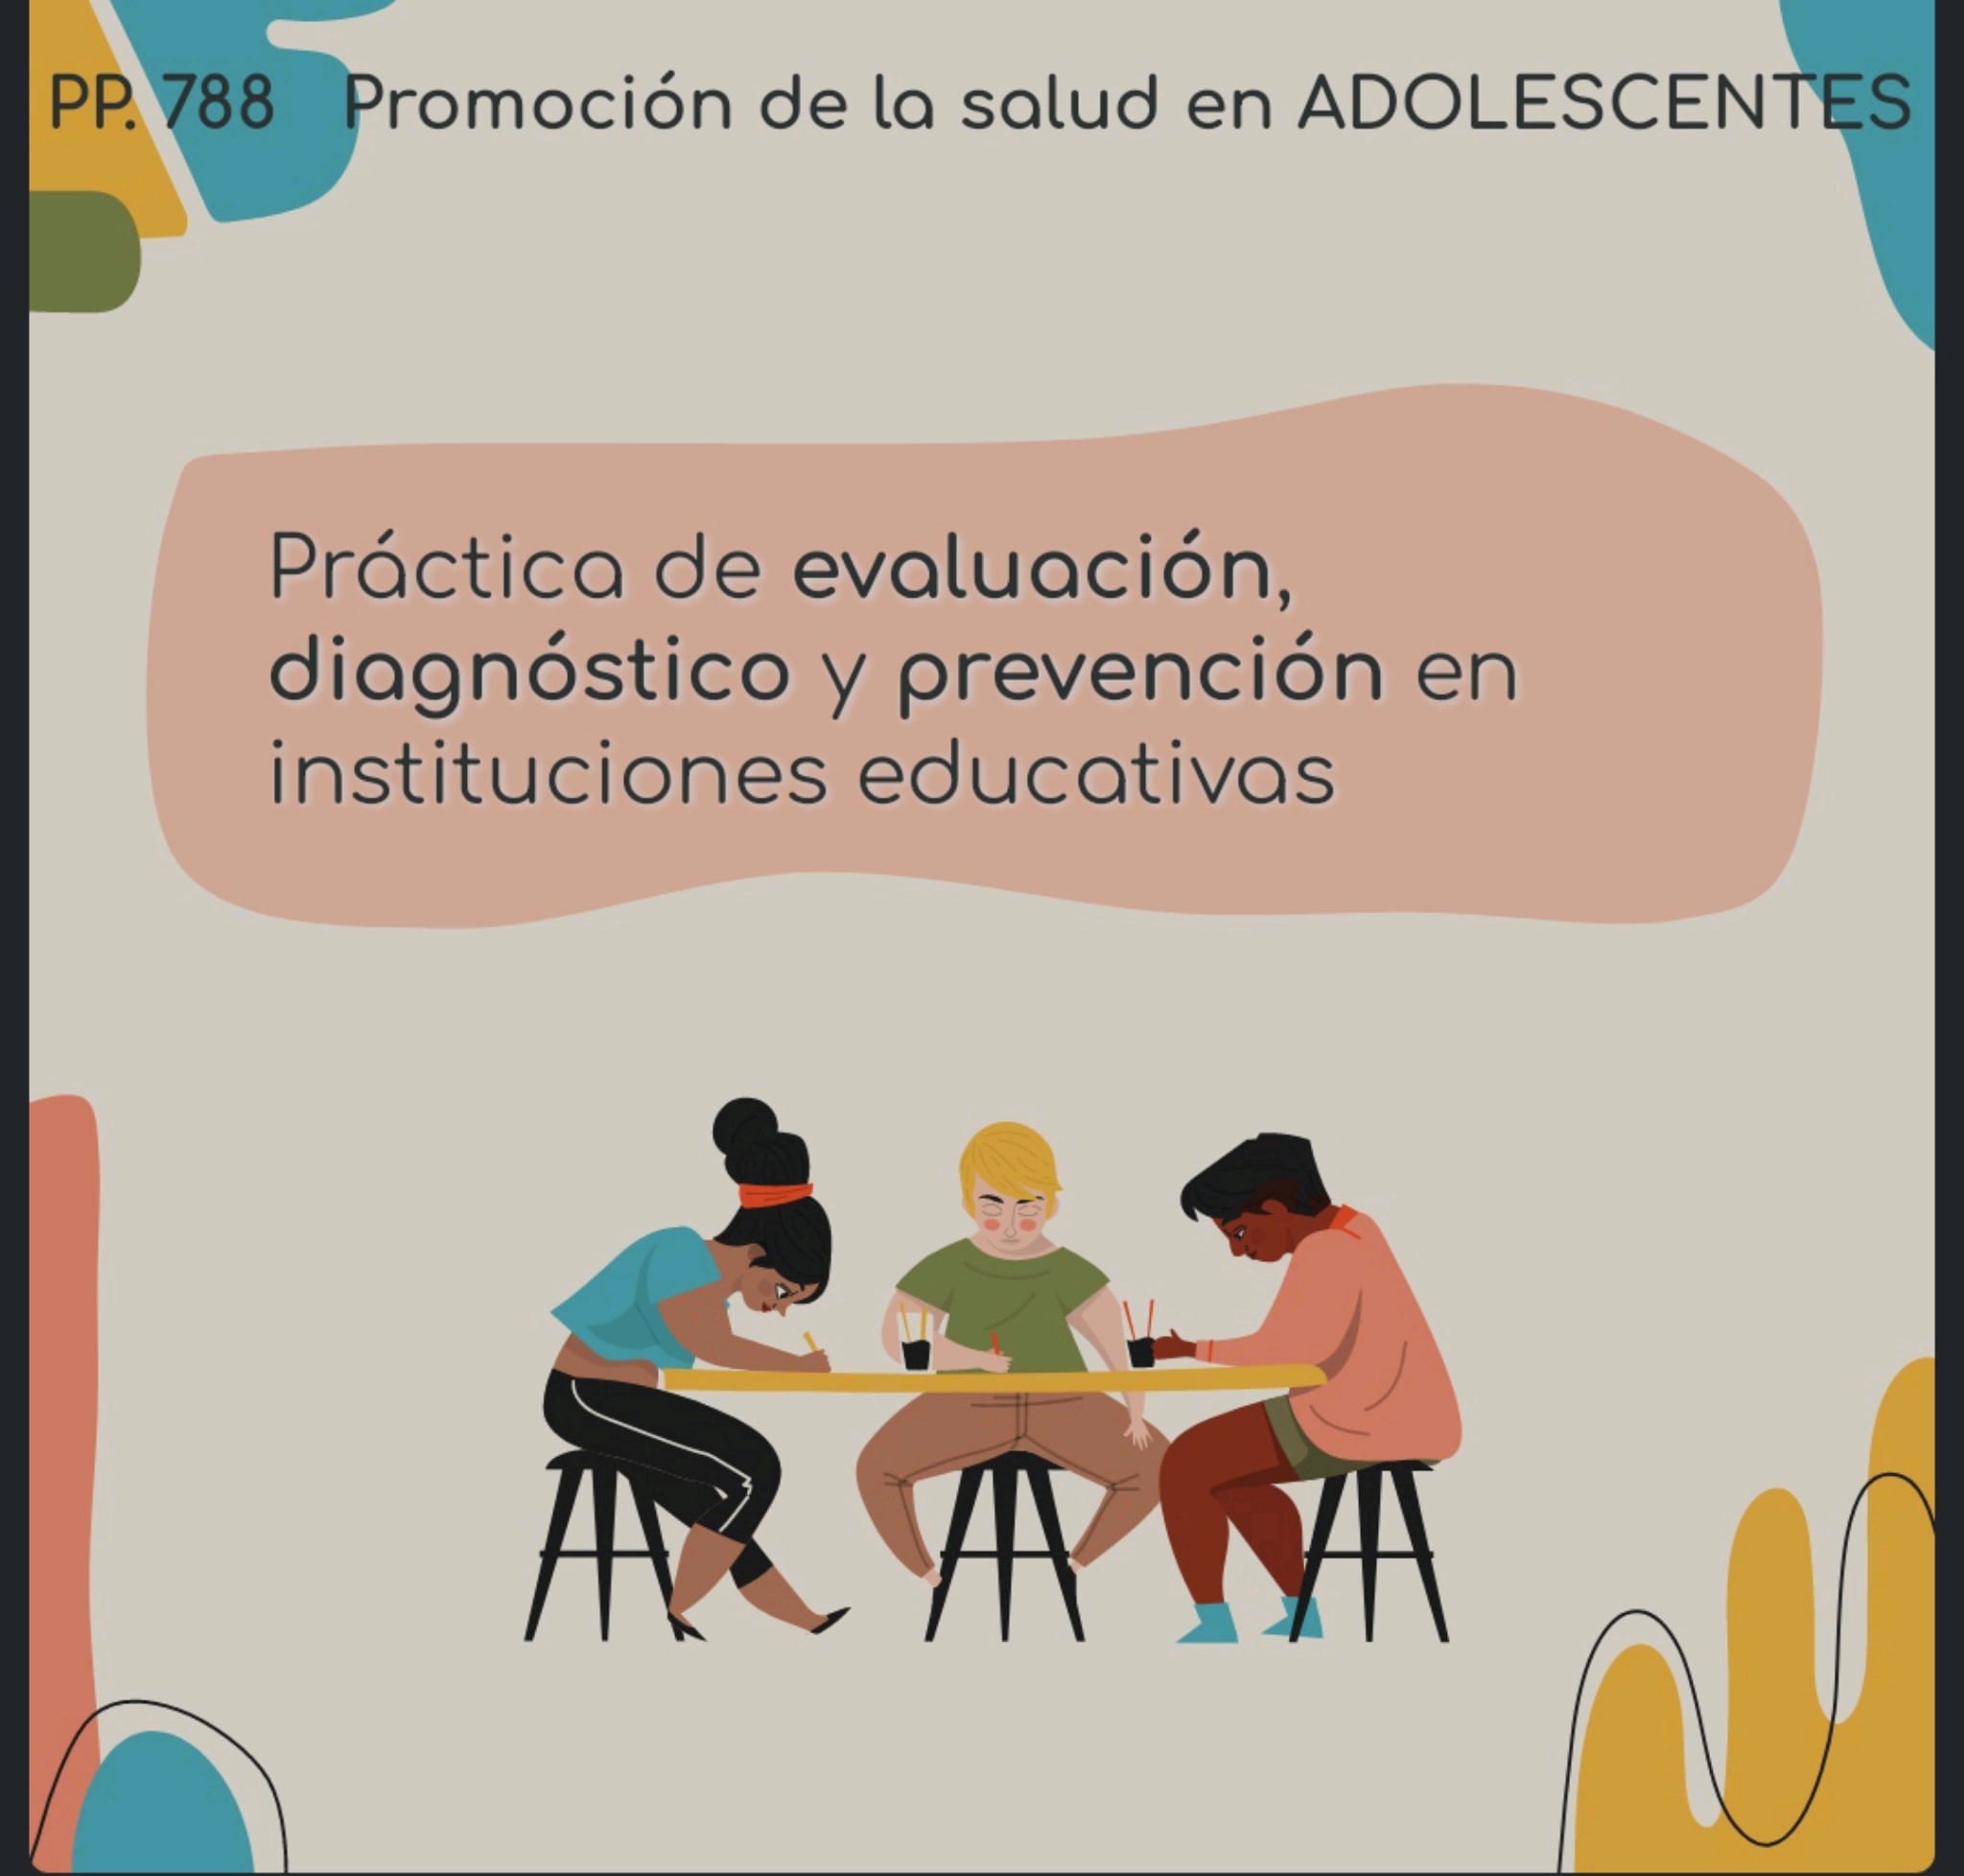 PP. 788 Promoción de la salud en ADOLESCENTES
Práctica de evaluación,
diagnóstico y prevención en
instituciones educativas